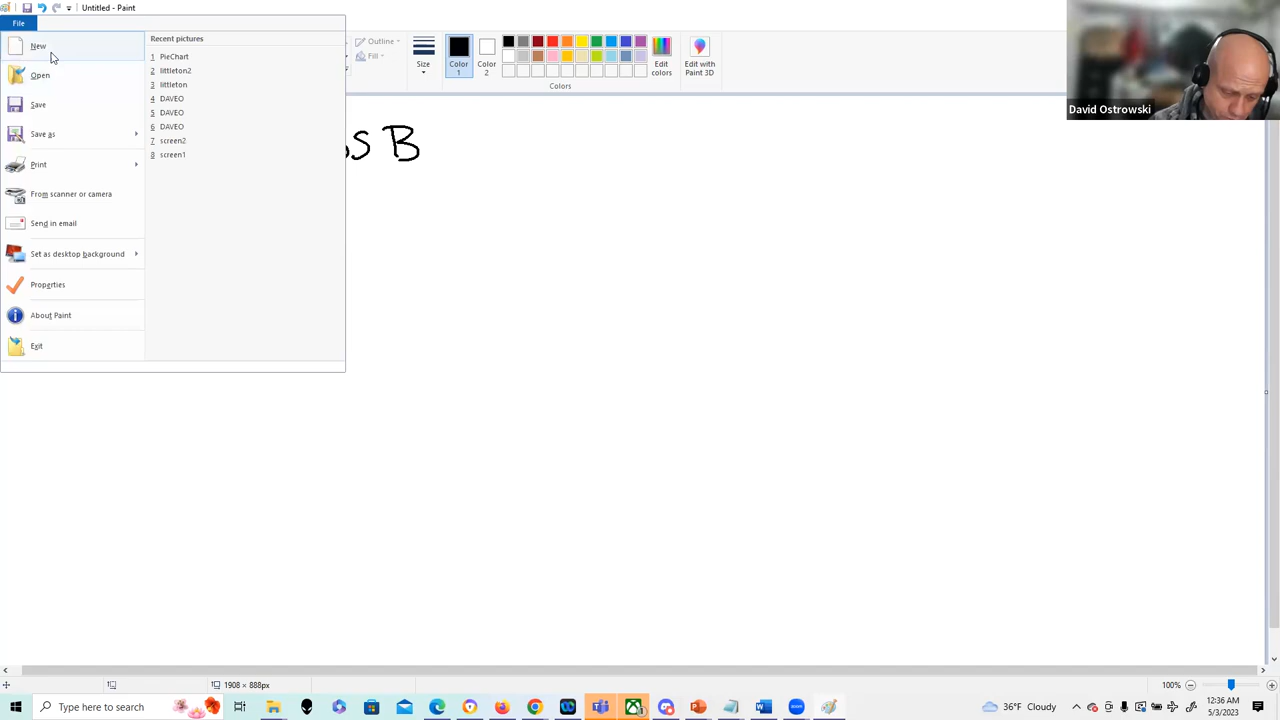 Untitled - Paint
File
New
Open
Save
Save as
Print
From scanner or camera
Send in email
Set as desktop background
Properties
About Paint
Exit
Recent pictures
1 PieChart
2 littleton2
3 littleton
4 DAVEO
5 DAVEO
6 DAVEO
7 screen2
8 screen1
Outline
Fill
Size
Color 1
Color 2
Edit colors
Edit with Paint 3D
Colors
David Ostrowski
S B
1908 × 888px
100%
Type here to search
36°F Cloudy
12:36 AM
5/3/2023